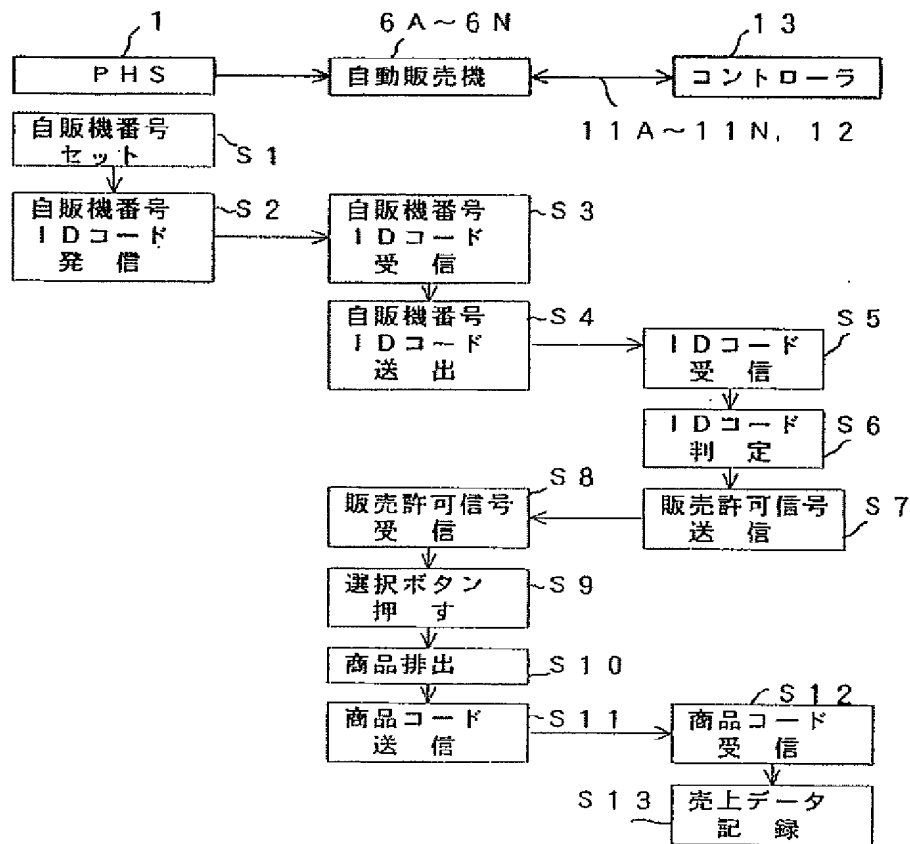 1
6A～6N
13
PHS
自動販売機
コントローラ
11A～11N, 12
自販機番号
セット
S1
自販機番号
IDコード
発信
S2
自販機番号
IDコード
受信
S3
自販機番号
IDコード
送出
S4
IDコード
受信
S5
IDコード
判定
S6
販売許可信号
送信
S7
販売許可信号
受信
S8
選択ボタン
押す
S9
商品排出
S10
商品コード
送信
S11
商品コード
受信
S12
売上データ
記録
S13